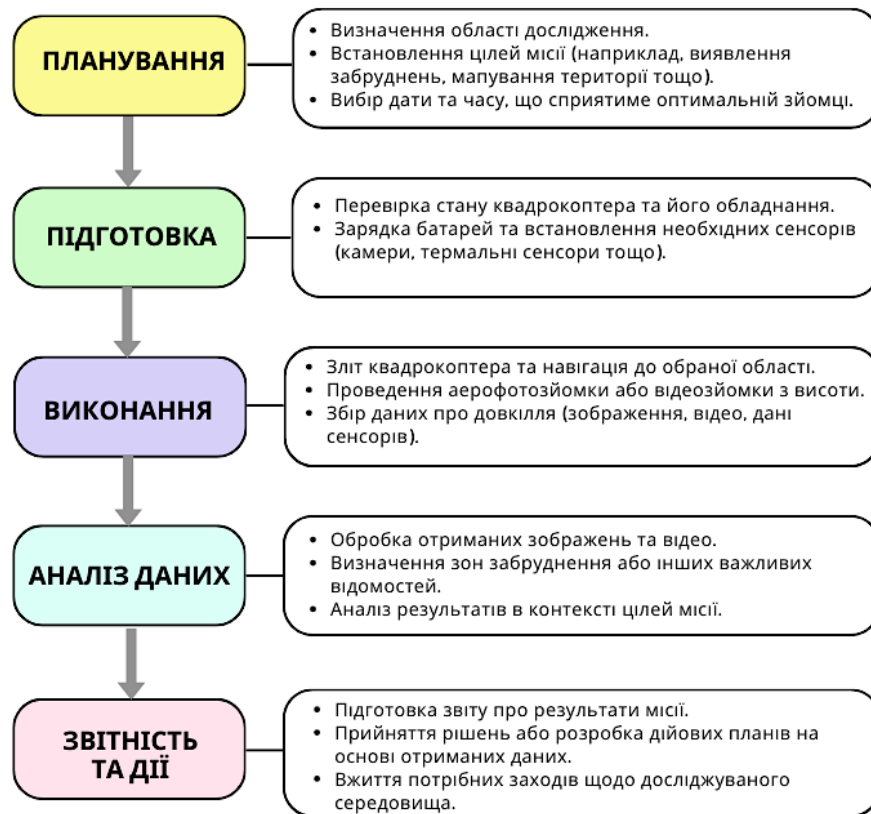 ПЛАНУВАННЯ
• Визначення області дослідження.
• Встановлення цілей місії (наприклад, виявлення
забруднень, мапування території тощо).
• Вибір дати та часу, що сприятиме оптимальній зйомці.
ПІДГОТОВКА
• Перевірка стану квадрокоптера та його обладнання.
• Зарядка батарей та встановлення необхідних сенсорів
(камери, термальні сенсори тощо).
ВИКОНАННЯ
• Зліт квадрокоптера та навігація до обраної області.
• Проведення аерофотозйомки або відеозйомки з висоти.
• Збір даних про довкілля (зображення, відео, дані
сенсорів).
АНАЛІЗ ДАНИХ
• Обробка отриманих зображень та відео.
• Визначення зон забруднення або інших важливих
відомостей.
• Аналіз результатів в контексті цілей місії.
ЗВІТНІСТЬ
ТА ДІЇ
• Підготовка звіту про результати місії.
• Прийняття рішень або розробка дійових планів на
основі отриманих даних.
• Вжиття потрібних заходів щодо досліджуваного
середовища.